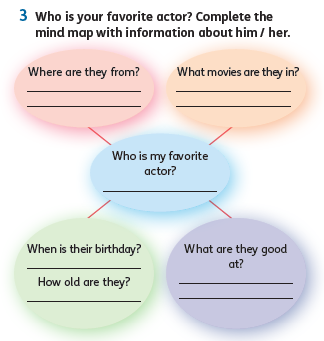 3 Who is your favorite actor? Complete the
mind map with information about him / her.
Where are they from?
What movies are they in?
Who is my favorite
actor?
When is their birthday?
How old are they?
What are they good
at?